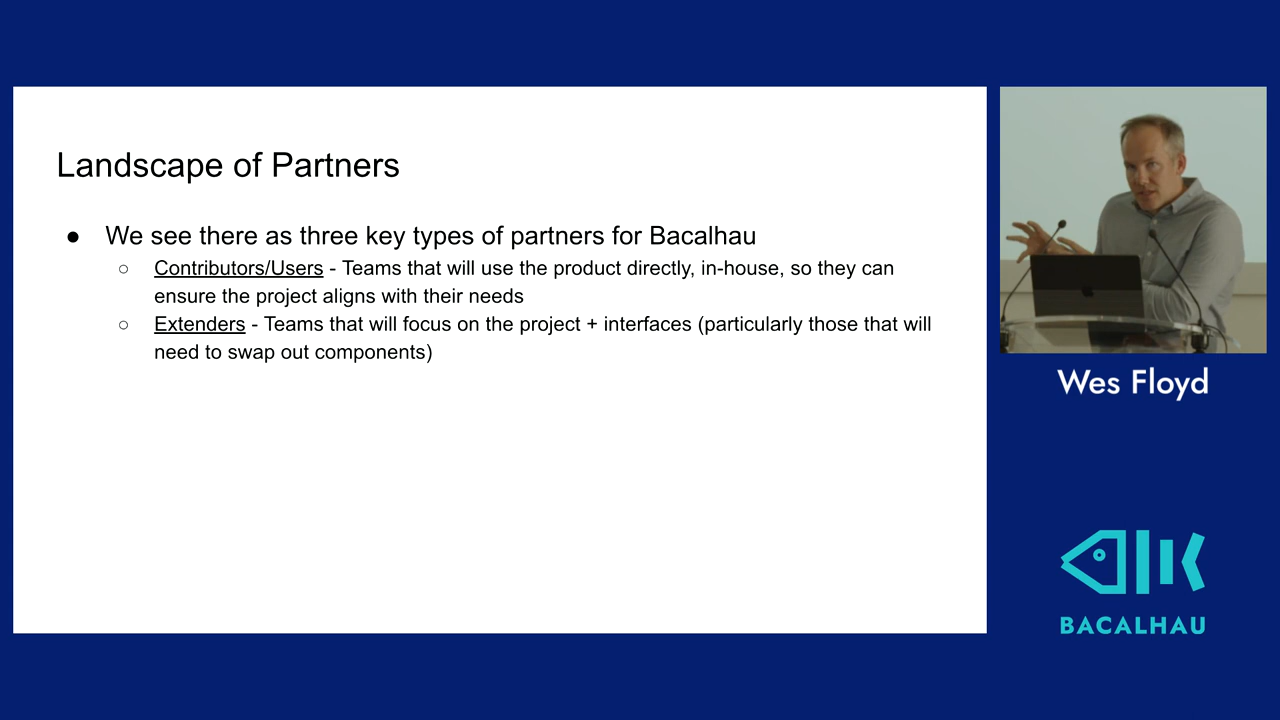 Landscape of Partners
● We see there as three key types of partners for Bacalhau
○ Contributors/Users - Teams that will use the product directly, in-house, so they can
ensure the project aligns with their needs
○ Extenders - Teams that will focus on the project + interfaces (particularly those that will
need to swap out components)
Wes Floyd
BACALHAU